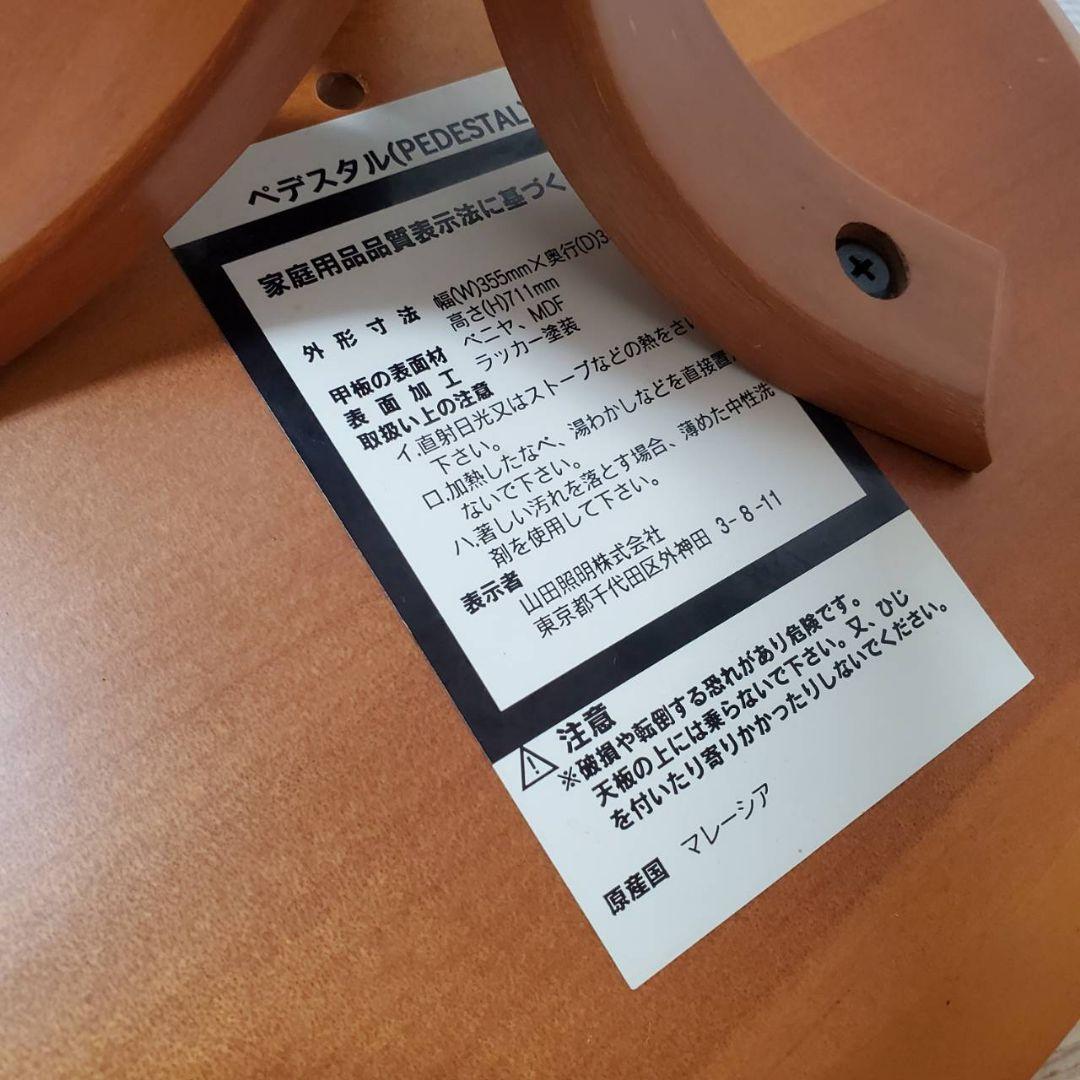 ペデスタル(PEDESTAL)
家庭用品品質表示法に基づく
外形寸法 幅(W)355mm×奥行(D)3
高さ(H)711mm
甲板の表面材 ベニヤ、MDF
表面加工 ラッカー塗装
取扱い上の注意
イ.直射日光又はストーブなどの熱をさ
下さい。
ロ.加熱したなべ、湯わかしなどを直接置
ないで下さい。
ハ.著しい汚れを落とす場合、薄めた中性洗
剤を使用して下さい。
表示者 山田照明株式会社
東京都千代田区外神田 3-8-11
注意
※破損や転倒する恐れがあり危険です。
天板の上には乗らないで下さい。又、ひじ
を付いたり寄りかかったりしないでください。
原産国 マレーシア